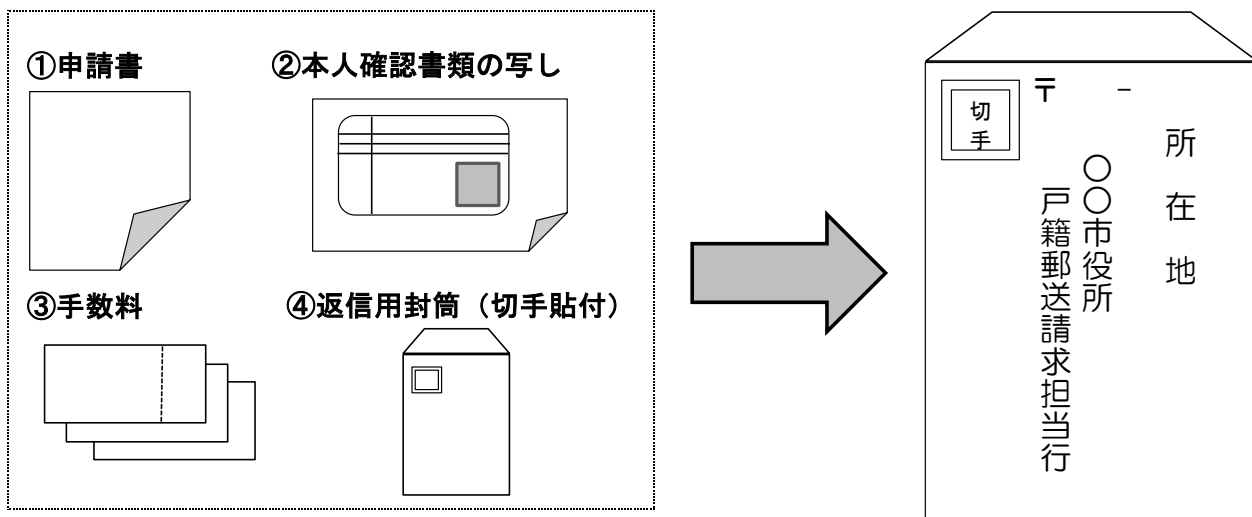 ①申請書
②本人確認書類の写し
③手数料
④返信用封筒（切手貼付）
切手
〒　－
所在地
〇〇市役所
戸籍郵送請求担当行